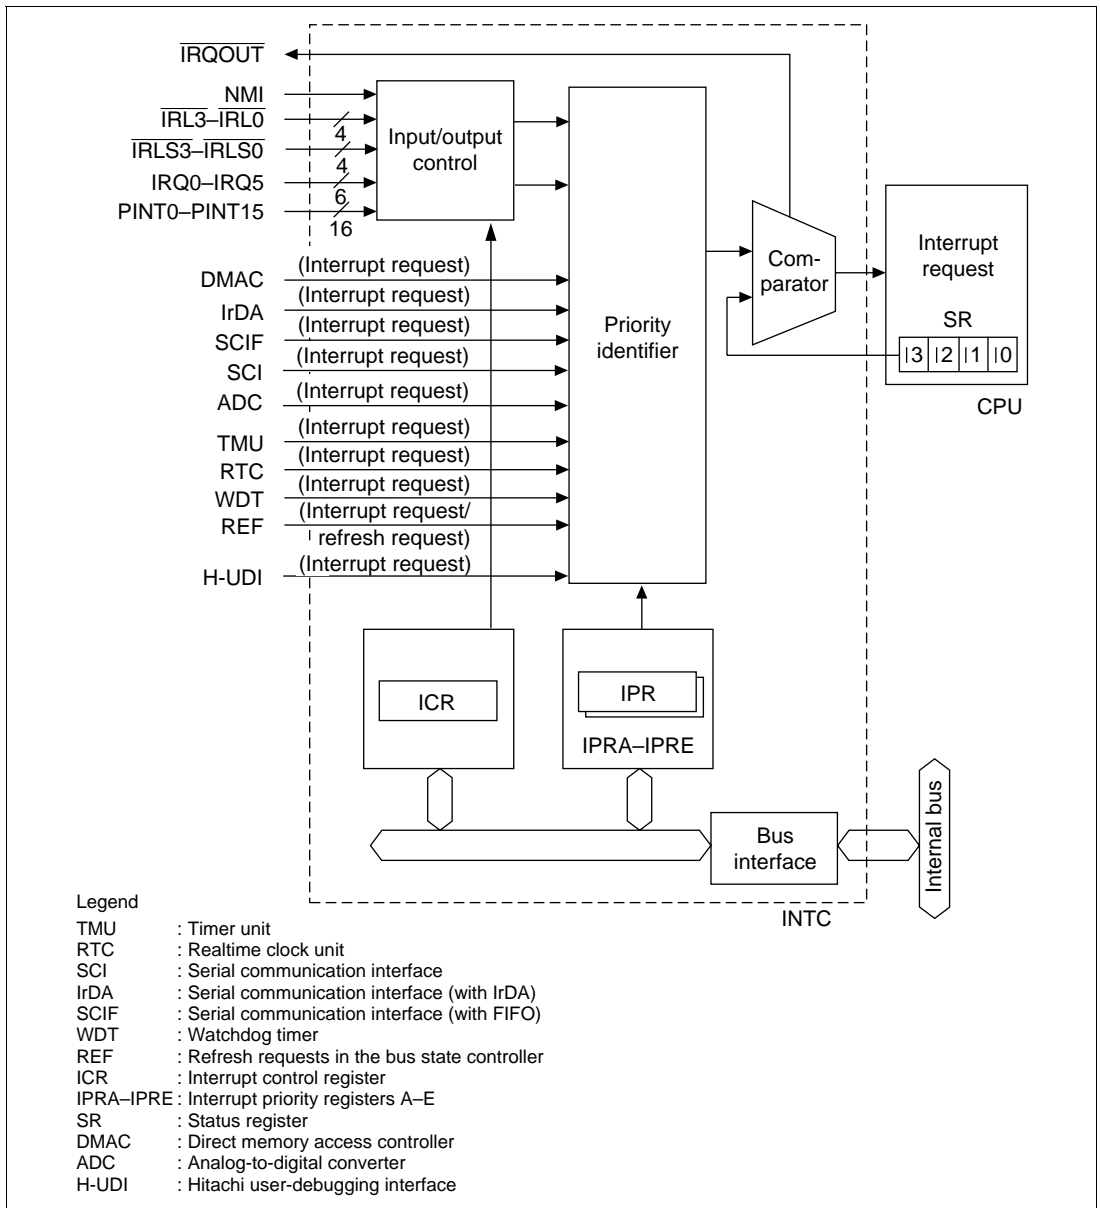 IRQOUT
NMI
IRL3–IRL0
4
IRLS3–IRLS0
4
IRQ0–IRQ5
6
PINT0–PINT15
16
Input/output
control
DMAC
(Interrupt request)
IrDA
(Interrupt request)
SCIF
(Interrupt request)
SCI
(Interrupt request)
ADC
(Interrupt request)
TMU
(Interrupt request)
RTC
(Interrupt request)
WDT
(Interrupt request)
REF
(Interrupt request/
refresh request)
H-UDI
(Interrupt request)
Priority
identifier
Com-
parator
Interrupt
request
SR
I3 I2 I1 I0
CPU
ICR
IPR
IPRA–IPRE
Bus
interface
Internal bus
INTC
Legend
TMU : Timer unit
RTC : Realtime clock unit
SCI : Serial communication interface
IrDA : Serial communication interface (with IrDA)
SCIF : Serial communication interface (with FIFO)
WDT : Watchdog timer
REF : Refresh requests in the bus state controller
ICR : Interrupt control register
IPRA–IPRE : Interrupt priority registers A–E
SR : Status register
DMAC : Direct memory access controller
ADC : Analog-to-digital converter
H-UDI : Hitachi user-debugging interface